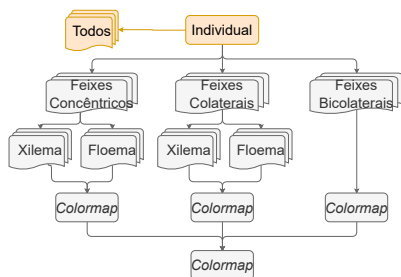 Todos
Individual
Feixes
Concêntricos
Feixes
Colaterais
Feixes
Bicolaterais
Xilema
Floema
Xilema
Floema
Colormap
Colormap
Colormap
Colormap